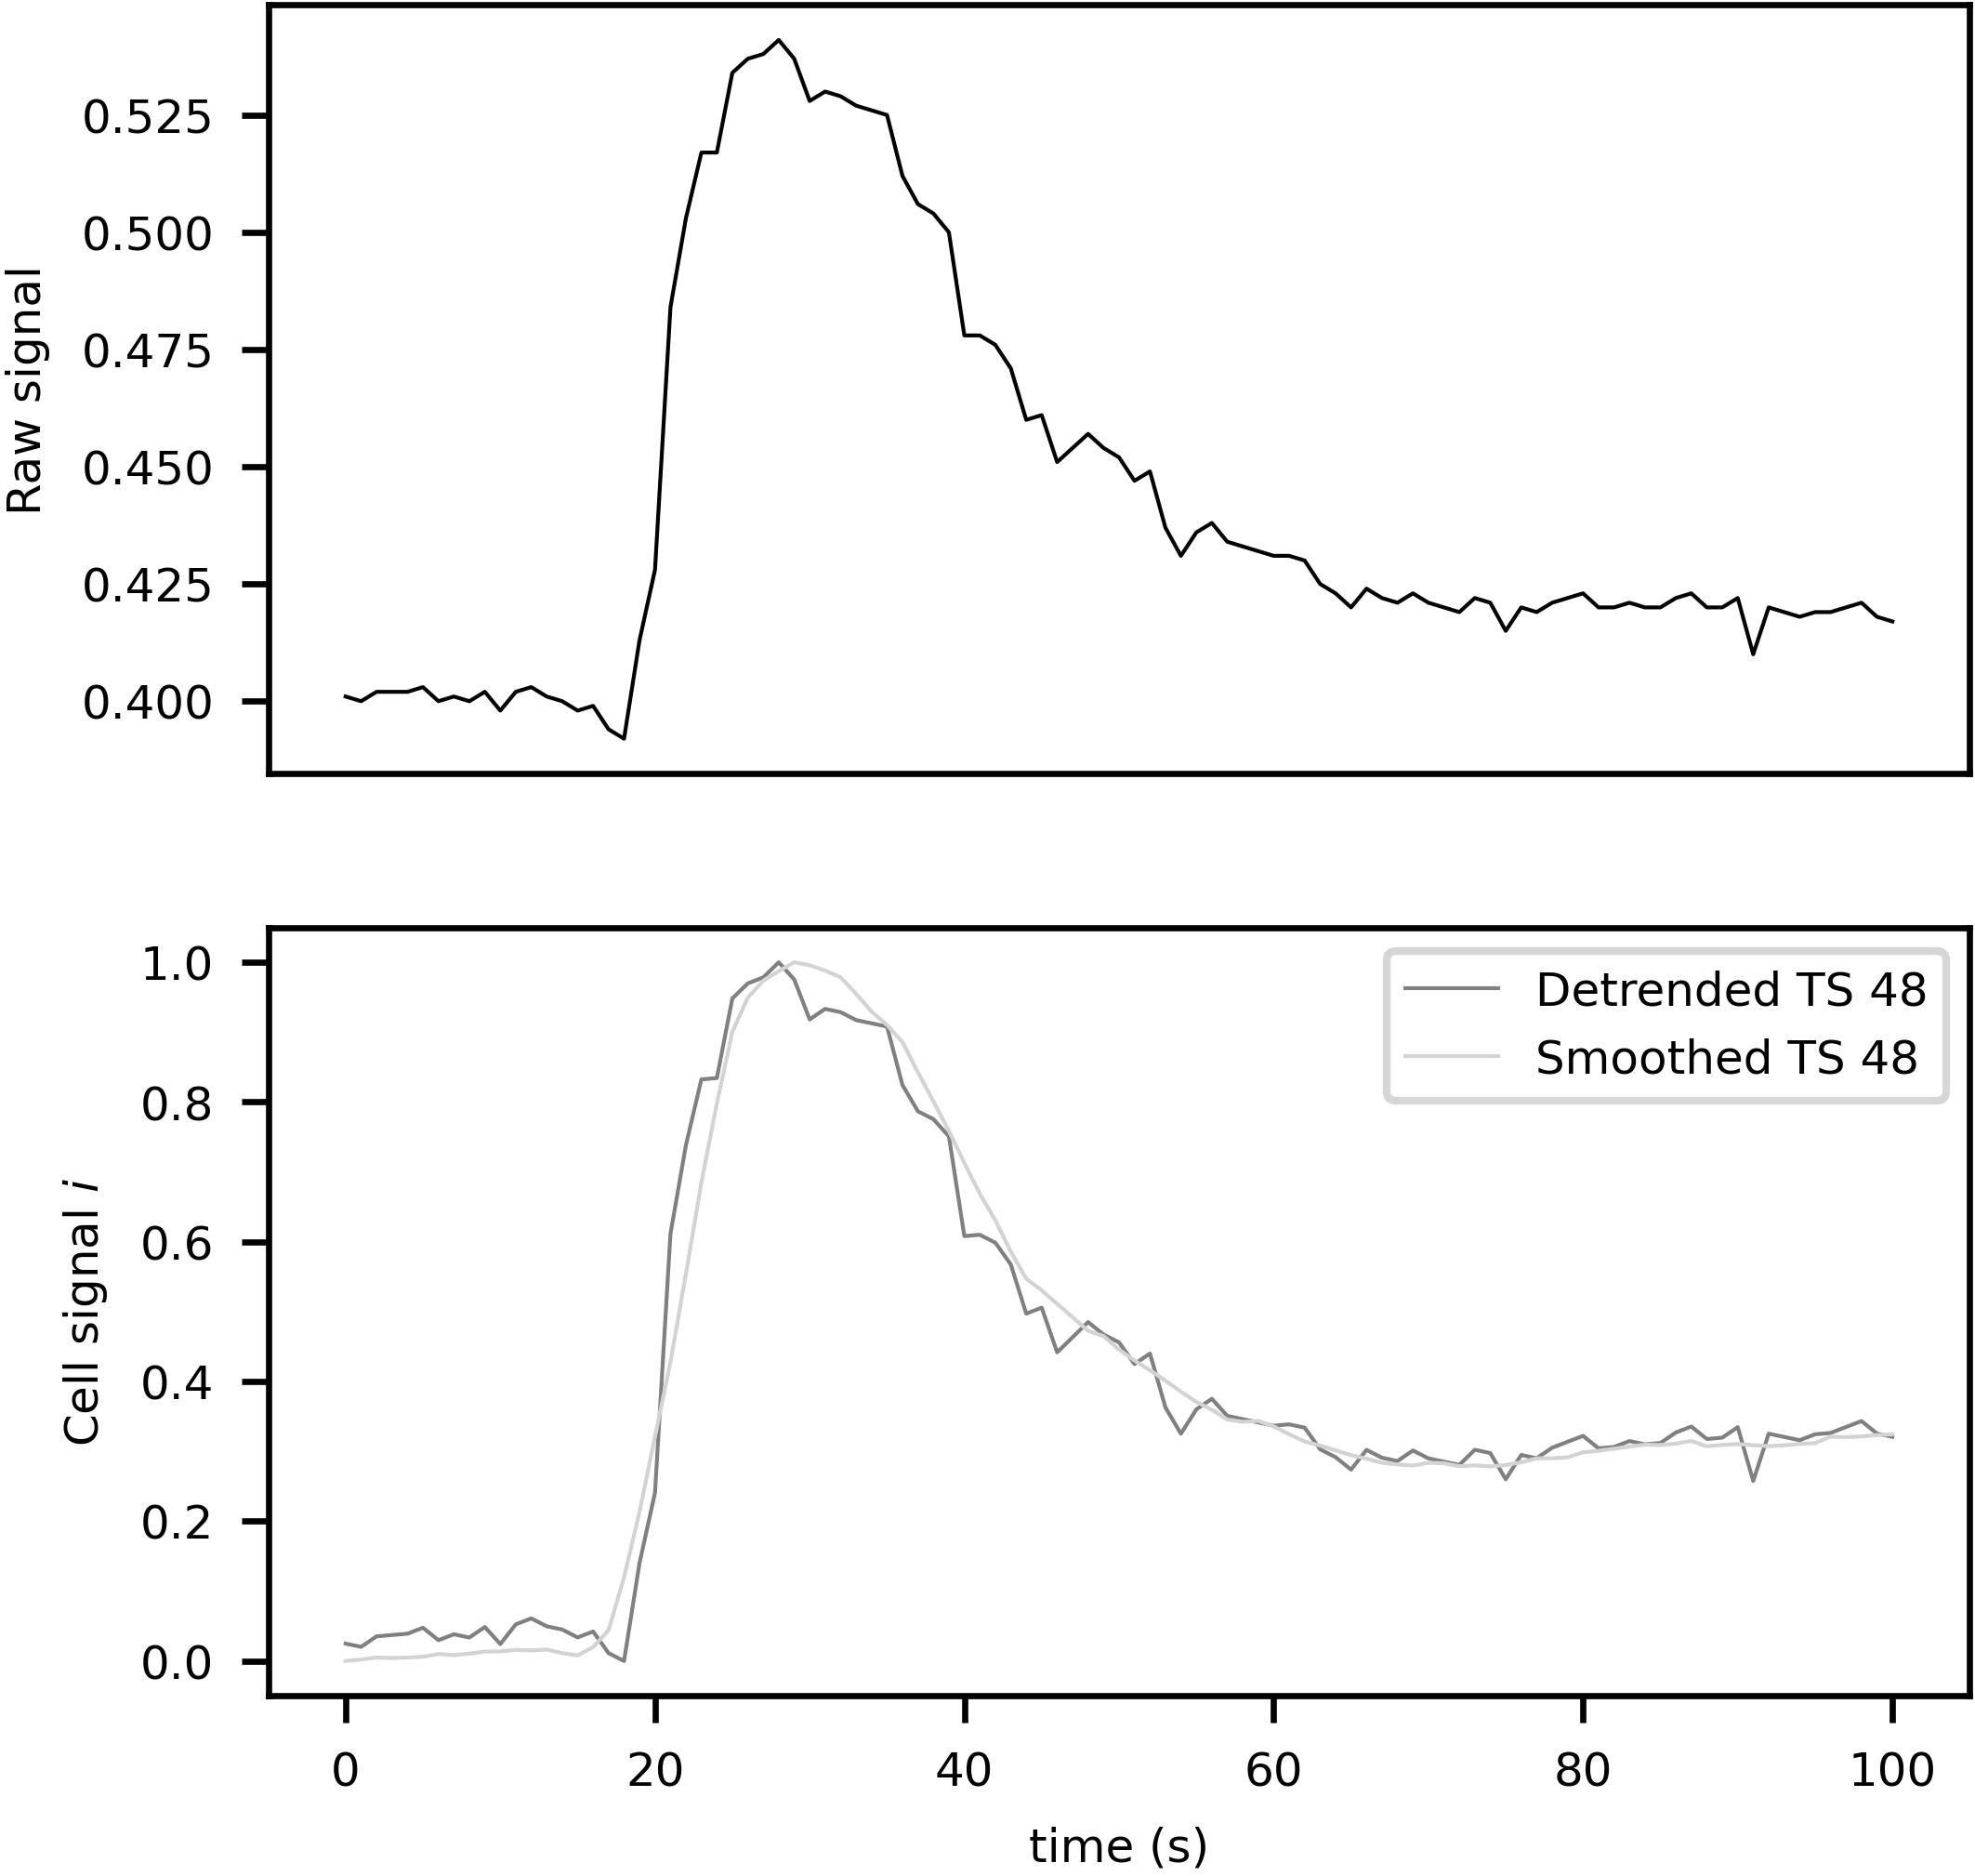 Raw signal
0.525
0.500
0.475
0.450
0.425
0.400
Cell signal i
1.0
0.8
0.6
0.4
0.2
0.0
Detrended TS 48
Smoothed TS 48
0 20 40 60 80 100
time (s)